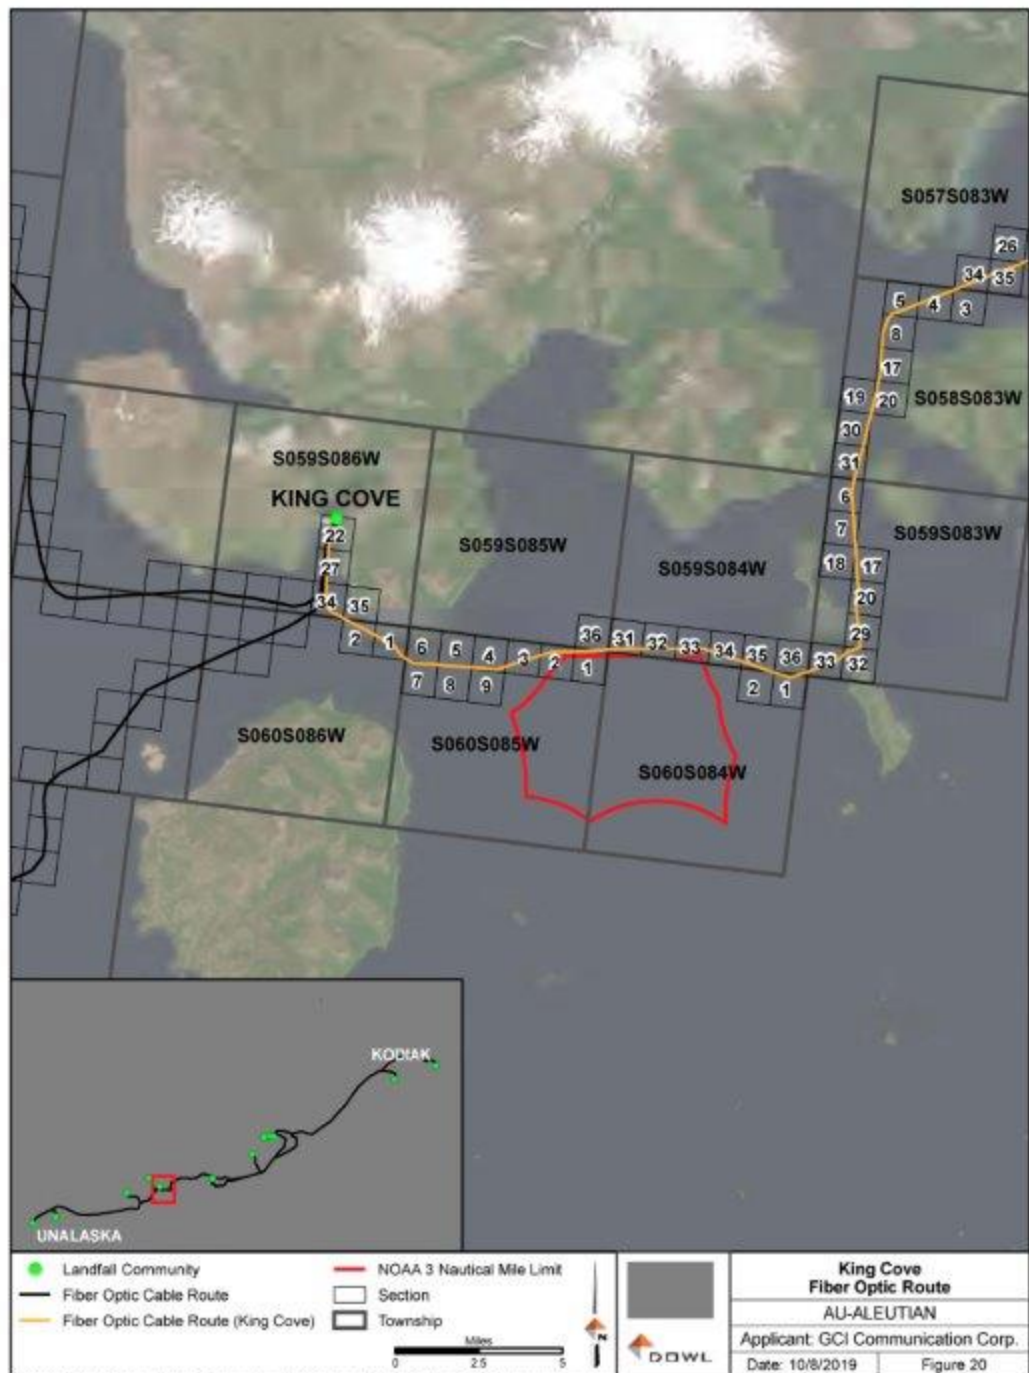 S057S083W
26
34
35
5
4
3
8
17
19
20
S058S083W
30
31
S059S086W
6
KING COVE
22
7
S059S083W
S059S085W
27
18
17
S059S084W
34
35
20
2
1
6
5
4
3
2
36
31
32
33
34
35
36
33
29
32
7
8
9
1
2
1
S060S086W
S060S085W
S060S084W
KODIAK
UNALASKA
Landfall Community
Fiber Optic Cable Route
Fiber Optic Cable Route (King Cove)
NOAA 3 Nautical Mile Limit
Section
Township
Miles
0 2.5 5
N
DOWL
King Cove
Fiber Optic Route
AU-ALEUTIAN
Applicant: GCI Communication Corp.
Date: 10/8/2019
Figure 20